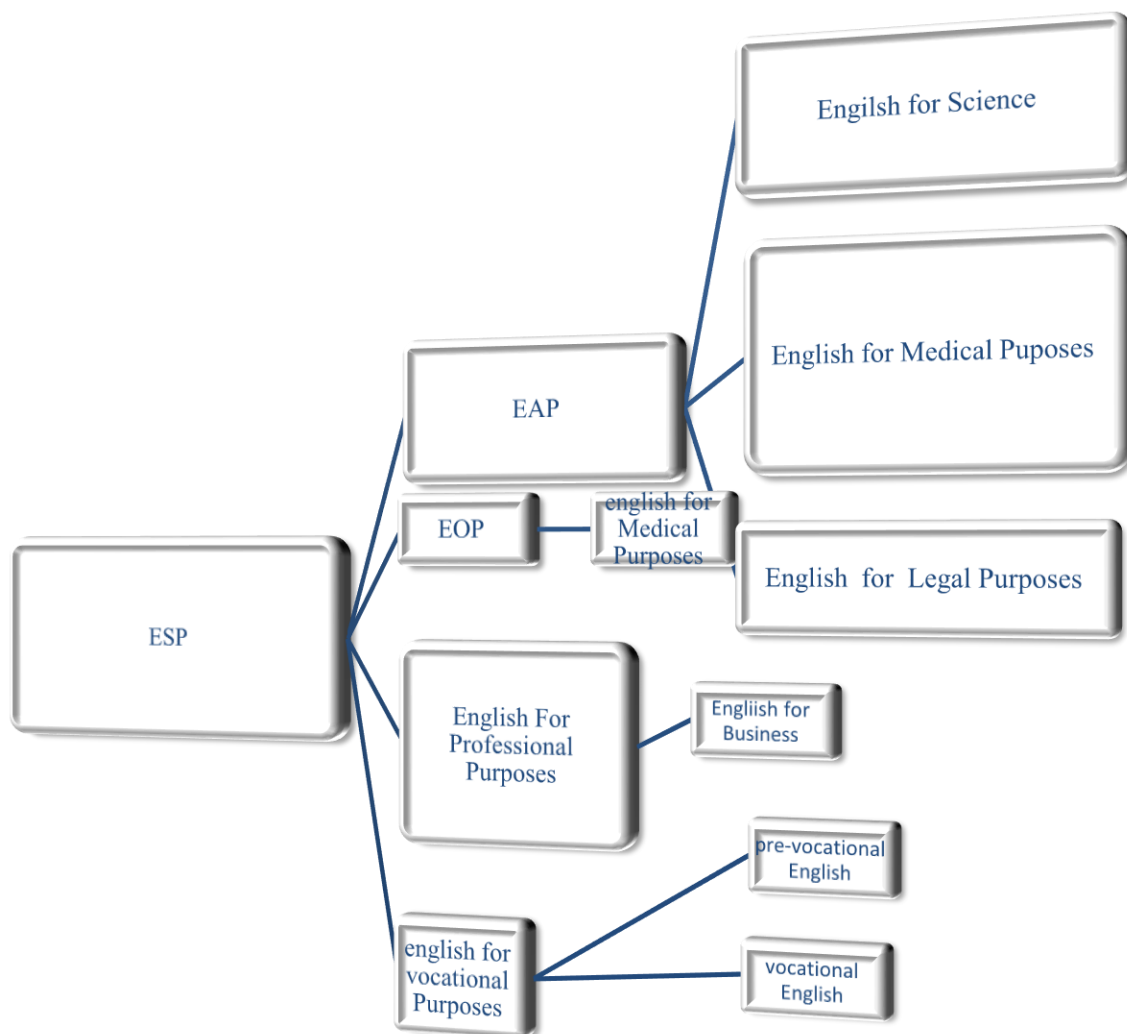 Engilsh for Science
English for Medical Puposes
EAP
english for
Medical
Purposes
EOP
English  for  Legal Purposes
ESP
English For
Professional
Purposes
Engliish for
Business
pre-vocational
English
english for
vocational
Purposes
vocational
English